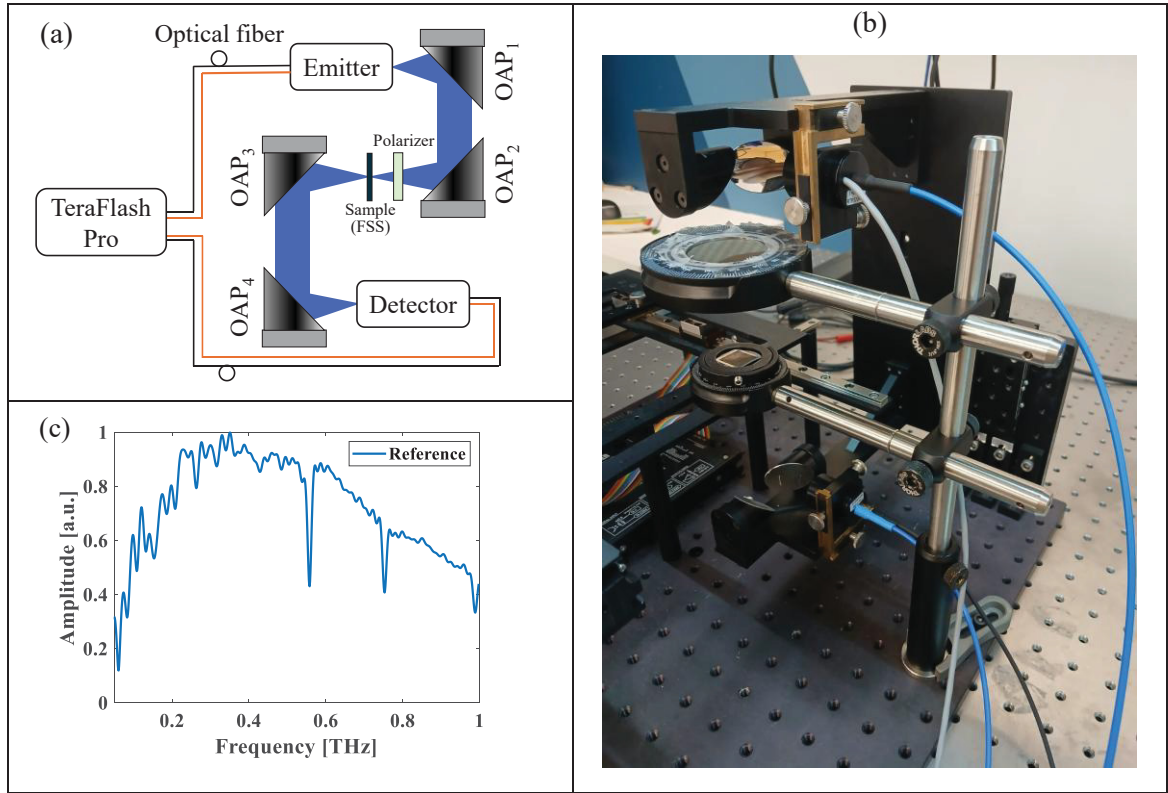 (a)
Optical fiber
Emitter
OAP1
OAP2
OAP3
Polarizer
Sample
(FSS)
TeraFlash
Pro
OAP4
Detector
(b)
(c)
Reference
1
0.8
0.6
0.4
0.2
0
Amplitude [a.u.]
0.2
0.4
0.6
0.8
1
Frequency [THz]